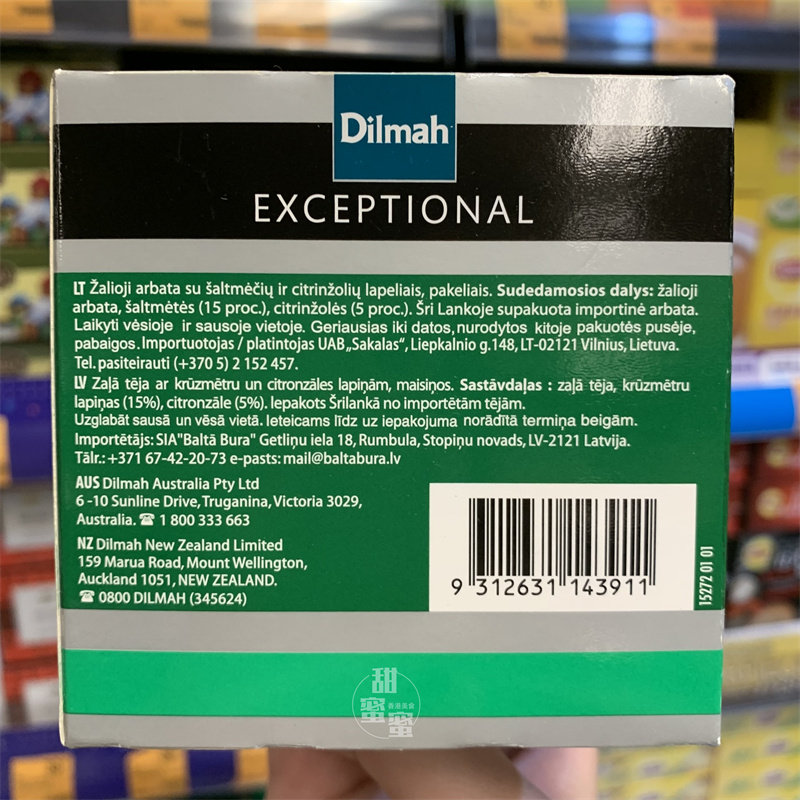 Dilmah
EXCEPTIONAL
LT Žalioji arbata su šaltmėčių ir citrinžolių lapeliais, pakeliais. Sudedamosios dalys: žalioji
arbata, šaltmėtės (15 proc.), citrinžolės (5 proc.). Šri Lankoje supakuota importinė arbata.
Laikyti vėsioje ir sausoje vietoje. Geriausias iki datos, nurodytos kitoje pakuotės pusėje,
pabaigos. Importuotojas / platintojas UAB „Sakalas“, Liepkalnio g.148, LT-02121 Vilnius, Lietuva.
Tel. pasiteirauti (+370 5) 2 152 457.
LV Zaļā tēja ar krūzmētru un citronzāles lapiņām, maisiņos. Sastāvdaļas : zaļā tēja, krūzmētru
lapiņas (15%), citronzāle (5%). Iepakots Šrilankā no importētām tējām.
Uzglabāt sausā un vēsā vietā. Ieteicams līdz uz iepakojuma norādītā termiņa beigām.
Importētājs: SIA"Baltā Bura" Getliņu iela 18, Rumbula, Stopiņu novads, LV-2121 Latvija.
Tālr.: +371 67-42-20-73 e-pasts: mail@baltabura.lv
AUS Dilmah Australia Pty Ltd
6 -10 Sunline Drive, Truganina, Victoria 3029,
Australia. ☎ 1 800 333 663
NZ Dilmah New Zealand Limited
159 Marua Road, Mount Wellington,
Auckland 1051, NEW ZEALAND.
☎ 0800 DILMAH (345624)
9 312631 143911
15272 01 01
甜
蜜蜜
香港美食